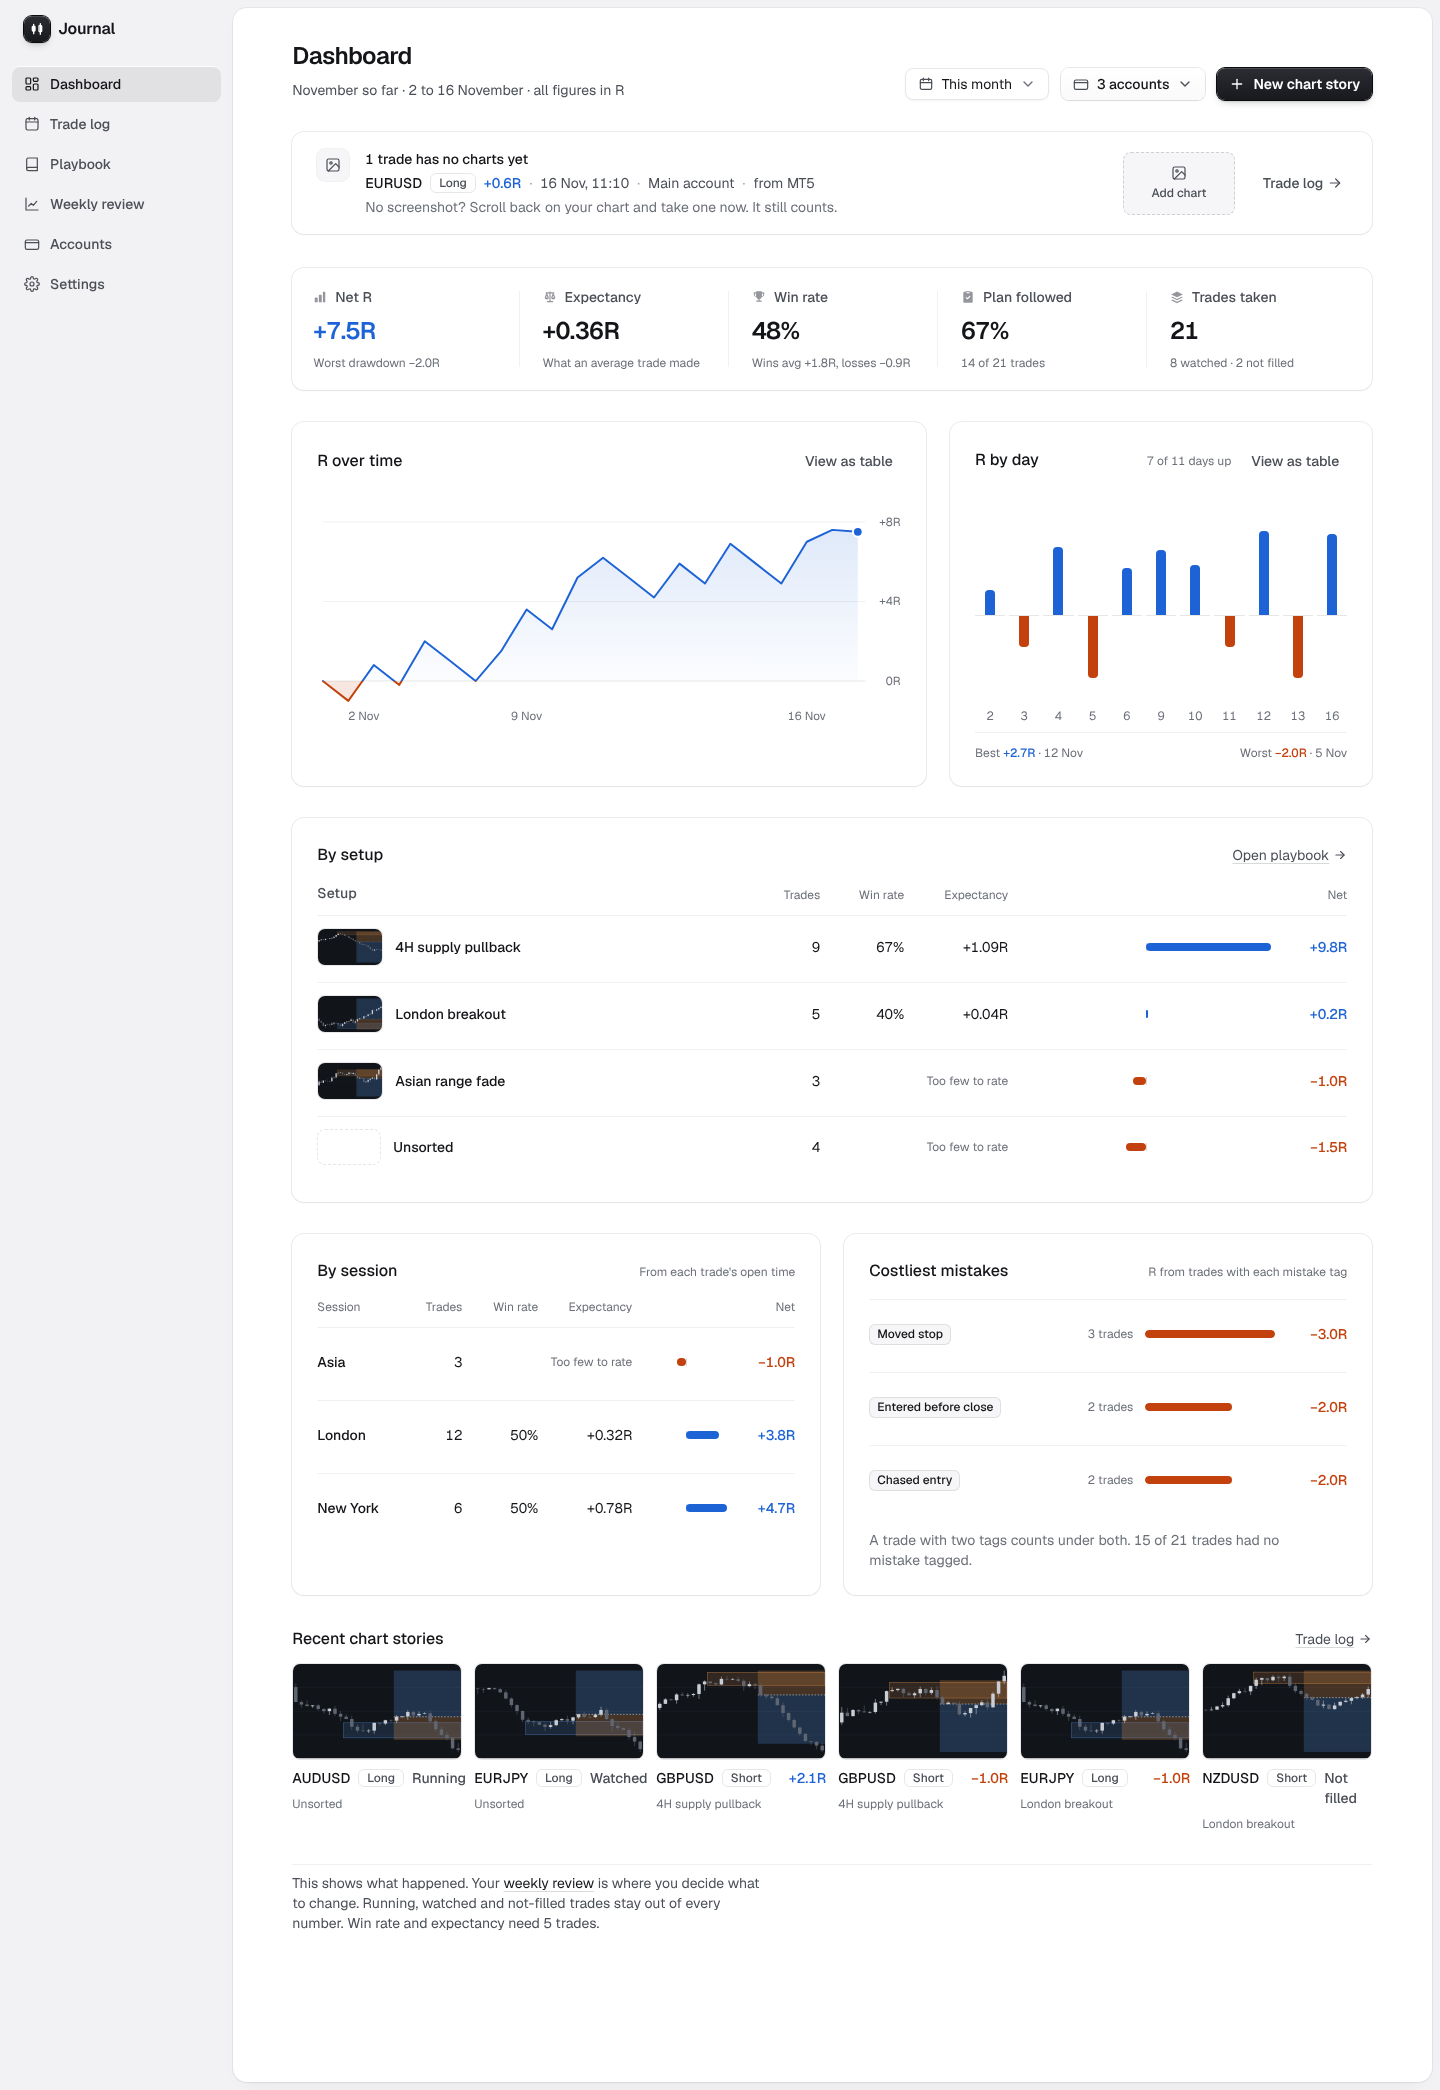 Journal
Dashboard
Trade log
Playbook
Weekly review
Accounts
Settings
Dashboard
November so far · 2 to 16 November · all figures in R
This month
3 accounts
New chart story
1 trade has no charts yet
EURUSD Long +0.6R · 16 Nov, 11:10 · Main account · from MT5
No screenshot? Scroll back on your chart and take one now. It still counts.
Add chart
Trade log →
Net R
+7.5R
Worst drawdown −2.0R
Expectancy
+0.36R
What an average trade made
Win rate
48%
Wins avg +1.8R, losses −0.9R
Plan followed
67%
14 of 21 trades
Trades taken
21
8 watched · 2 not filled
R over time
View as table
+8R
+4R
0R
2 Nov 9 Nov 16 Nov
R by day
7 of 11 days up
View as table
2 3 4 5 6 9 10 11 12 13 16
Best +2.7R · 12 Nov
Worst −2.0R · 5 Nov
By setup
Open playbook →
Setup Trades Win rate Expectancy Net
4H supply pullback 9 67% +1.09R +9.8R
London breakout 5 40% +0.04R +0.2R
Asian range fade 3 Too few to rate −1.0R
Unsorted 4 Too few to rate −1.5R
By session
From each trade's open time
Session Trades Win rate Expectancy Net
Asia 3 Too few to rate −1.0R
London 12 50% +0.32R +3.8R
New York 6 50% +0.78R +4.7R
Costliest mistakes
R from trades with each mistake tag
Moved stop 3 trades −3.0R
Entered before close 2 trades −2.0R
Chased entry 2 trades −2.0R
A trade with two tags counts under both. 15 of 21 trades had no
mistake tagged.
Recent chart stories
Trade log →
AUDUSD Long Running
Unsorted
EURJPY Long Watched
Unsorted
GBPUSD Short +2.1R
4H supply pullback
GBPUSD Short −1.0R
4H supply pullback
EURJPY Long −1.0R
London breakout
NZDUSD Short Not
filled
London breakout
This shows what happened. Your weekly review is where you decide what
to change. Running, watched and not-filled trades stay out of every
number. Win rate and expectancy need 5 trades.